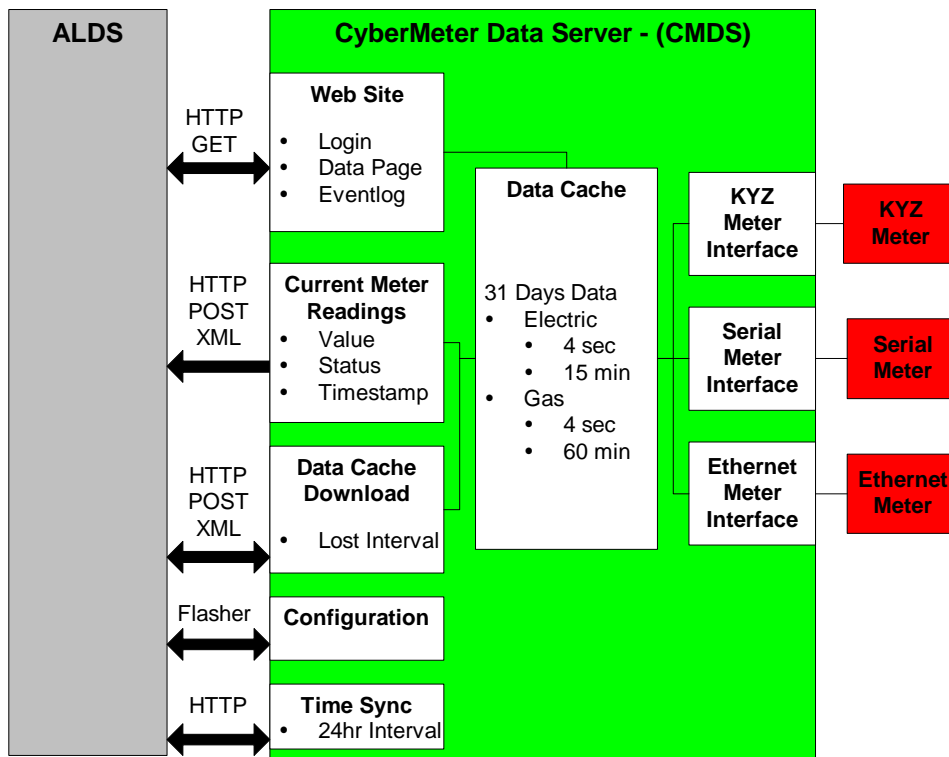 ALDS
CyberMeter Data Server - (CMDS)
HTTP
GET
Web Site
• Login
• Data Page
• Eventlog
HTTP
POST
XML
Current Meter
Readings
• Value
• Status
• Timestamp
HTTP
POST
XML
Data Cache
Download
• Lost Interval
Flasher
Configuration
HTTP
Time Sync
• 24hr Interval
Data Cache
31 Days Data
• Electric
• 4 sec
• 15 min
• Gas
• 4 sec
• 60 min
KYZ
Meter
Interface
KYZ
Meter
Serial
Meter
Interface
Serial
Meter
Ethernet
Meter
Interface
Ethernet
Meter